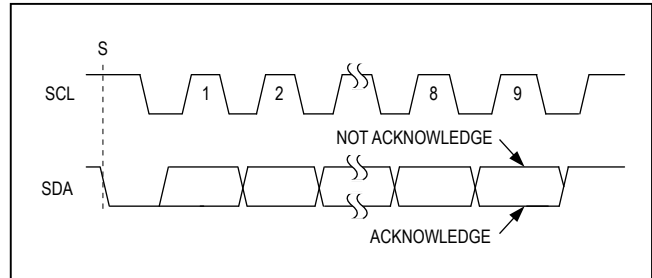 S
SCL
1 2 8 9
NOT ACKNOWLEDGE
SDA
ACKNOWLEDGE